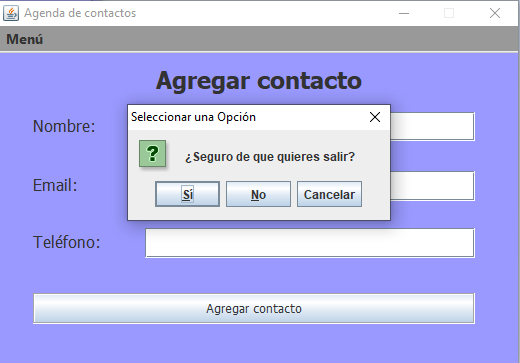 Agenda de contactos
Menú
Agregar contacto
Seleccionar una Opción
Nombre:
¿Seguro de que quieres salir?
Email:
Sí No Cancelar
Teléfono:
Agregar contacto